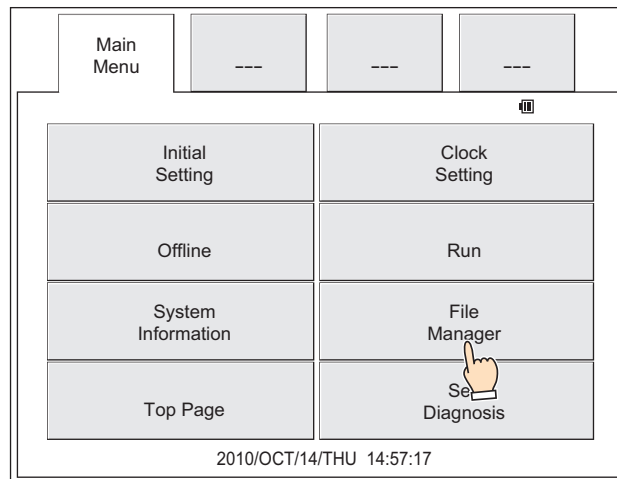 Main
Menu
---
---
---
Initial
Setting
Clock
Setting
Offline
Run
System
Information
File
Manager
Top Page
Se
Diagnosis
2010/OCT/14/THU 14:57:17